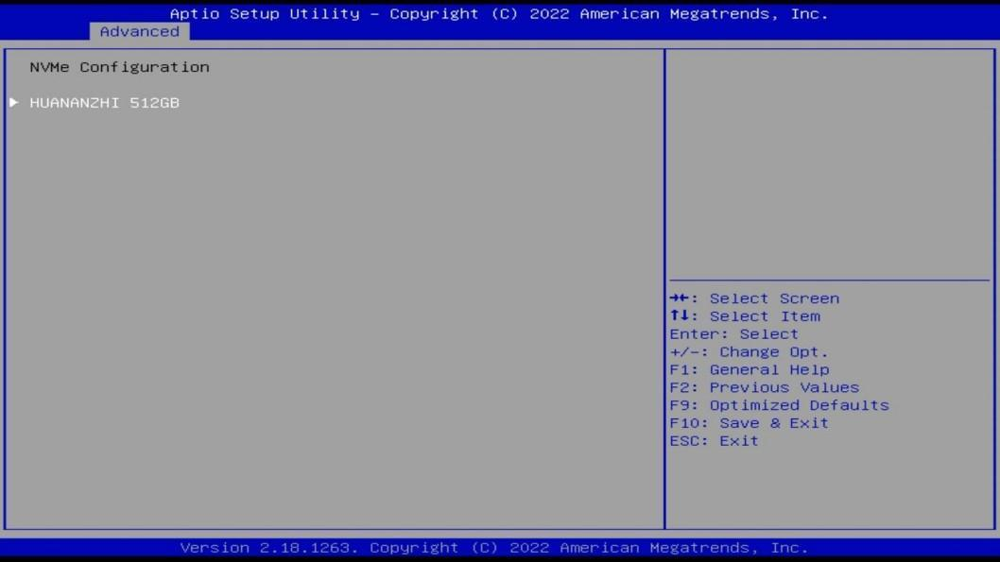 Aptio Setup Utility – Copyright (C) 2022 American Megatrends, Inc.
Advanced
NVMe Configuration
▶ HUANANZHI 512GB
→←: Select Screen
↑↓: Select Item
Enter: Select
+/-: Change Opt.
F1: General Help
F2: Previous Values
F9: Optimized Defaults
F10: Save & Exit
ESC: Exit
Version 2.18.1263. Copyright (C) 2022 American Megatrends, Inc.